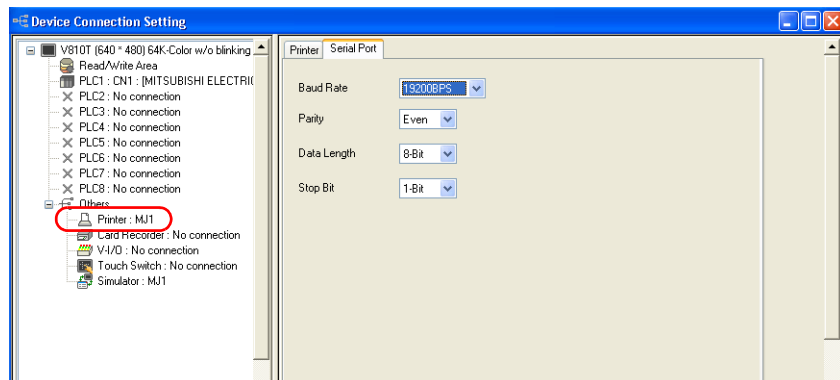 Device Connection Setting
V810T (640 * 480) 64K-Color w/o blinking
Read/Write Area
PLC1 : CN1 : [MITSUBISHI ELECTRI
PLC2 : No connection
PLC3 : No connection
PLC4 : No connection
PLC5 : No connection
PLC6 : No connection
PLC7 : No connection
PLC8 : No connection
Others
Printer : MJ1
Card Recorder : No connection
V-I/O : No connection
Touch Switch : No connection
Simulator : MJ1
Printer Serial Port
Baud Rate 19200BPS
Parity Even
Data Length 8-Bit
Stop Bit 1-Bit